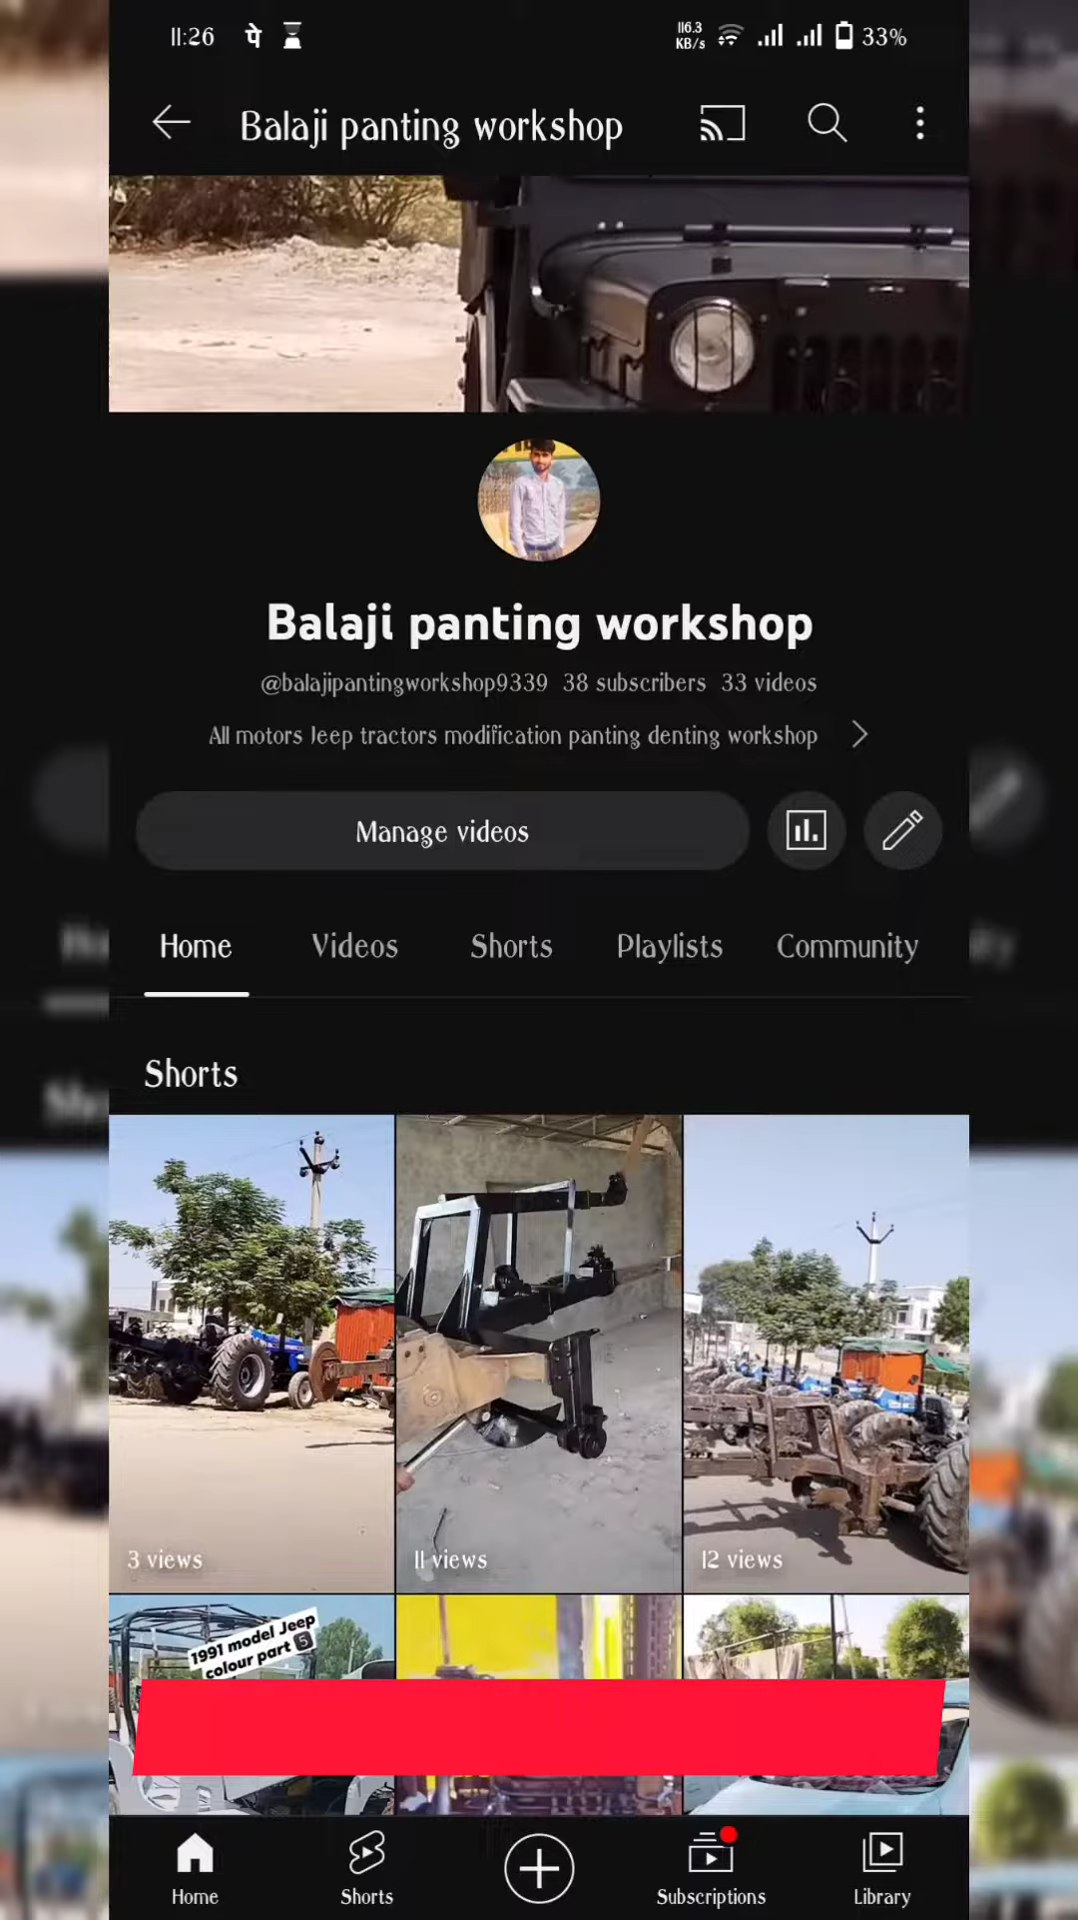 11:26 पे 116.3 KB/s 33%
Balaji panting workshop
Balaji panting workshop
@balajipantingworkshop9339 38 subscribers 33 videos
All motors Jeep tractors modification panting denting workshop
Manage videos
Home Videos Shorts Playlists Community
Shorts
3 views 11 views 12 views
1991 model Jeep
colour part 5
Home Shorts Subscriptions Library